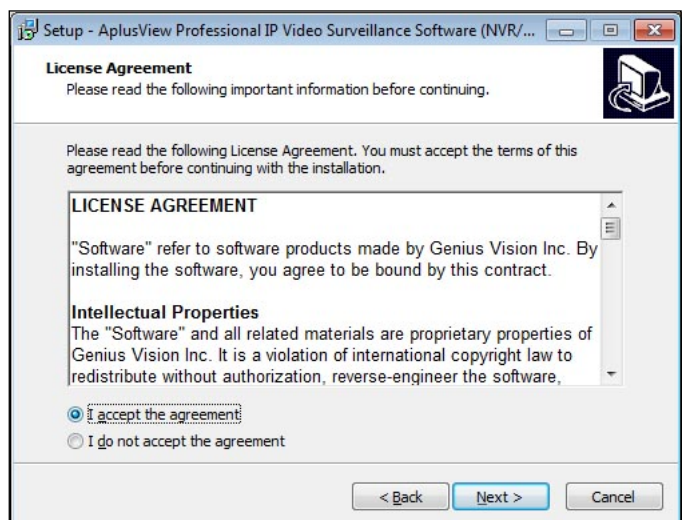 Setup - AplusView Professional IP Video Surveillance Software (NVR/...
License Agreement
Please read the following important information before continuing.
Please read the following License Agreement. You must accept the terms of this
agreement before continuing with the installation.
LICENSE AGREEMENT
"Software" refer to software products made by Genius Vision Inc. By
installing the software, you agree to be bound by this contract.
Intellectual Properties
The "Software" and all related materials are proprietary properties of
Genius Vision Inc. It is a violation of international copyright law to
redistribute without authorization, reverse-engineer the software,
I accept the agreement
I do not accept the agreement
< Back Next > Cancel